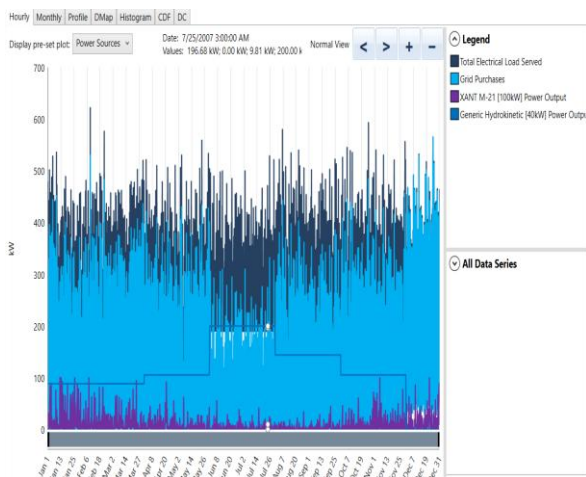 Hourly Monthly Profile DMap Histogram CDF DC
Display pre-set plot: Power Sources
Date: 7/25/2007 3:00:00 AM
Values: 196.68 kW; 0.00 kW; 9.81 kW; 200.00 k
Normal View < > + −
Legend
Total Electrical Load Served
Grid Purchases
XANT M-21 [100kW] Power Output
Generic Hydrokinetic [40kW] Power Outpu
All Data Series
700
600
500
400
300
200
100
0
kW
Jan 1
Jan 13
Jan 25
Feb 6
Feb 18
Mar 2
Mar 14
Mar 27
Apr 8
Apr 20
May 2
May 14
May 26
Jun 8
Jun 20
Jul 2
Jul 14
Jul 26
Aug 7
Aug 20
Sep 1
Sep 13
Sep 25
Oct 7
Oct 19
Nov 1
Nov 13
Nov 25
Dec 7
Dec 19
Dec 31